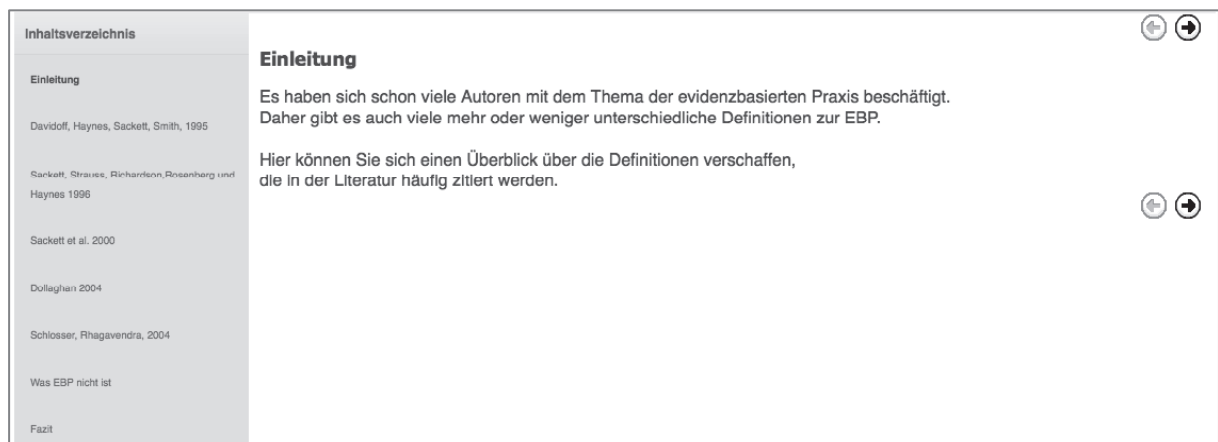 Inhaltsverzeichnis
Einleitung
Davidoff, Haynes, Sackett, Smith, 1995
Sackett, Strauss, Richardson,Rosenberg und
Haynes 1996
Sackett et al. 2000
Dollaghan 2004
Schlosser, Rhagavendra, 2004
Was EBP nicht ist
Fazit
Einleitung
Es haben sich schon viele Autoren mit dem Thema der evidenzbasierten Praxis beschäftigt.
Daher gibt es auch viele mehr oder weniger unterschiedliche Definitionen zur EBP.
Hier können Sie sich einen Überblick über die Definitionen verschaffen,
die in der Literatur häufig zitiert werden.